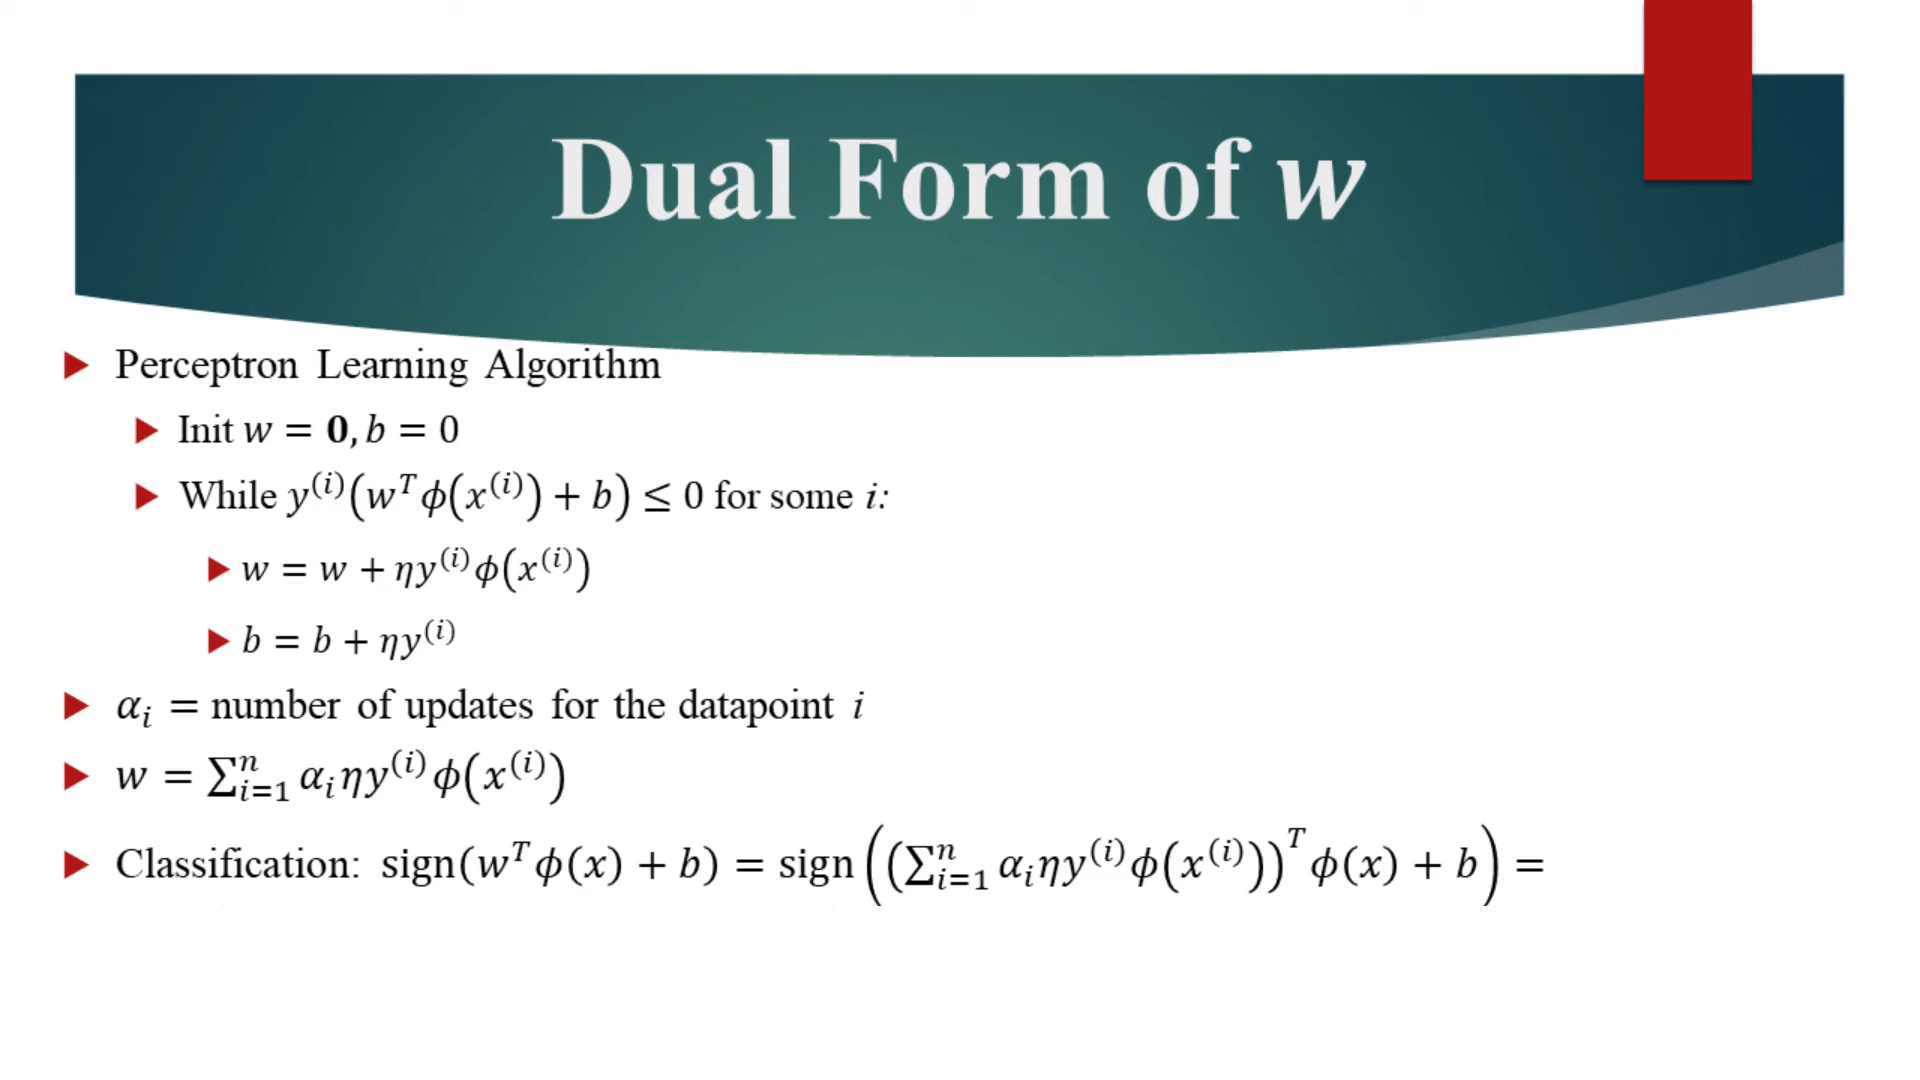 Dual Form of w
Perceptron Learning Algorithm
Init w = 0, b = 0
While y^(i)(w^T ϕ(x^(i)) + b) ≤ 0 for some i:
w = w + ηy^(i)ϕ(x^(i))
b = b + ηy^(i)
α_i = number of updates for the datapoint i
w = ∑_{i=1}^n α_i ηy^(i)ϕ(x^(i))
Classification: sign(w^T ϕ(x) + b) = sign((∑_{i=1}^n α_i ηy^(i)ϕ(x^(i)))^T ϕ(x) + b) =